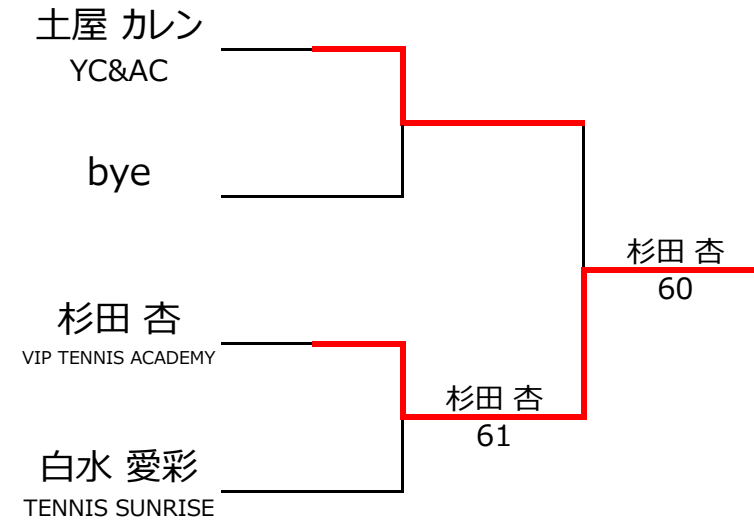 土屋 カレン
YC&AC
bye
杉田 杏
60
杉田 杏
VIP TENNIS ACADEMY
杉田 杏
61
白水 愛彩
TENNIS SUNRISE